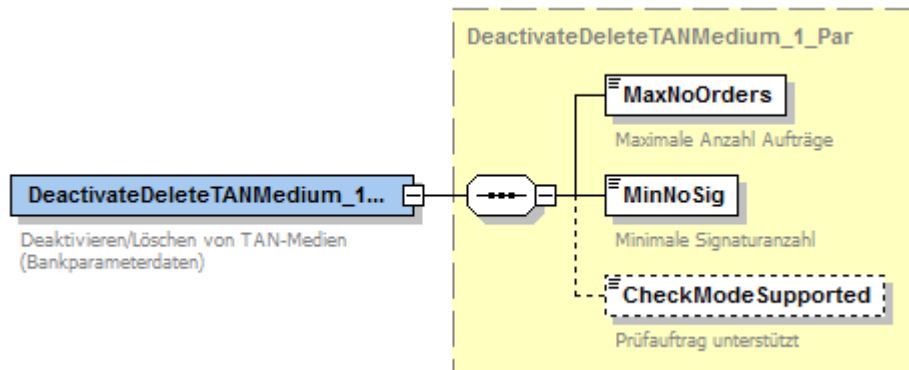 DeactivateDeleteTANMedium_1_Par
MaxNoOrders
Maximale Anzahl Aufträge
DeactivateDeleteTANMedium_1...
Deaktivieren/Löschen von TAN-Medien
(Bankparameterdaten)
MinNoSig
Minimale Signaturanzahl
CheckModeSupported
Prüfauftrag unterstützt